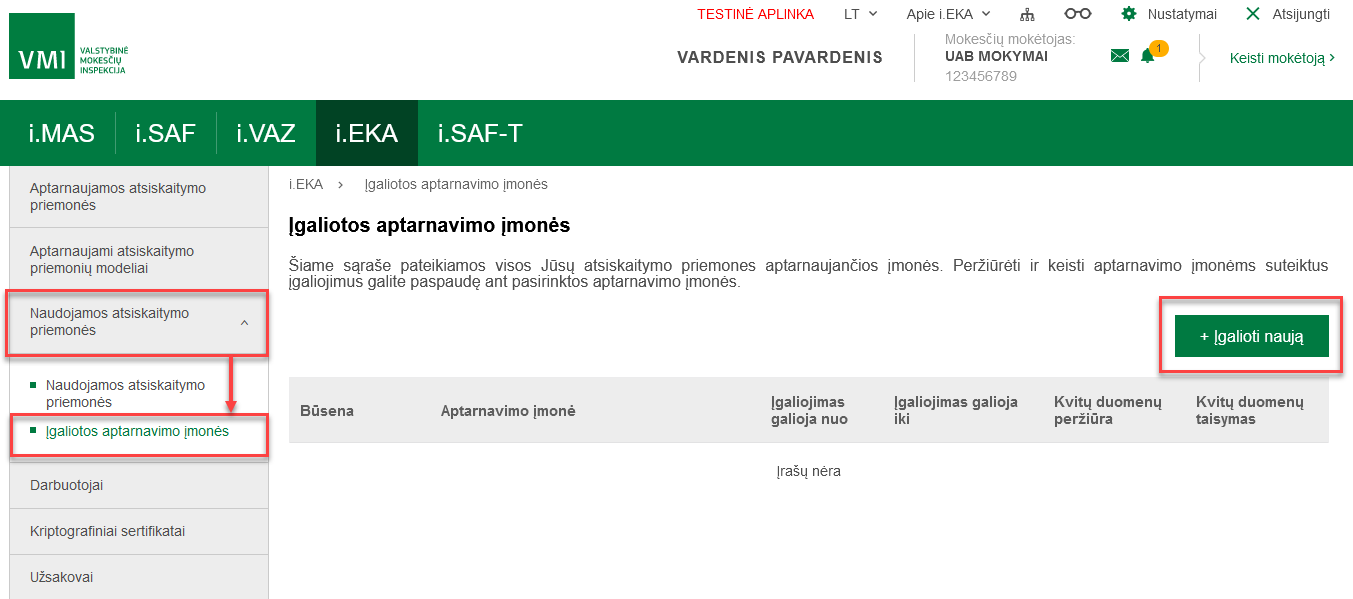 TESTINĖ APLINKA LT Apie i.EKA Nustatymai Atsijungti
VMI VALSTYBINĖ
MOKESČIŲ
INSPEKCIJA
VARDENIS PAVARDENIS
Mokesčių mokėtojas:
UAB MOKYMAI
123456789
1
Keisti mokėtoją
i.MAS i.SAF i.VAZ i.EKA i.SAF-T
Aptarnaujamos atsiskaitymo
priemonės
Aptarnaujami atsiskaitymo
priemonių modeliai
Naudojamos atsiskaitymo
priemonės
Naudojamos atsiskaitymo
priemonės
Įgaliotos aptarnavimo įmonės
Darbuotojai
Kriptografiniai sertifikatai
Užsakovai
i.EKA › Įgaliotos aptarnavimo įmonės
Įgaliotos aptarnavimo įmonės
Šiame sąraše pateikiamos visos Jūsų atsiskaitymo priemones aptarnaujančios įmonės. Peržiūrėti ir keisti aptarnavimo įmonėms suteiktus
įgaliojimus galite paspaudę ant pasirinktos aptarnavimo įmonės.
+ Įgalioti naują
Būsena
Aptarnavimo įmonė
Įgaliojimas
galioja nuo
Įgaliojimas galioja
iki
Kvitų duomenų
peržiūra
Kvitų duomenų
taisymas
Įrašų nėra